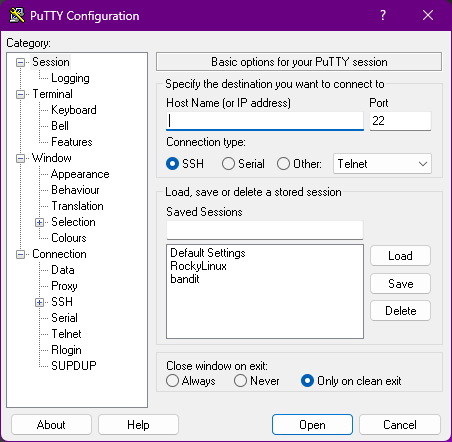 PuTTY Configuration ?
Category:
Session
Logging
Terminal
Keyboard
Bell
Features
Window
Appearance
Behaviour
Translation
Selection
Colours
Connection
Data
Proxy
SSH
Serial
Telnet
Rlogin
SUPDUP
Basic options for your PuTTY session
Specify the destination you want to connect to
Host Name (or IP address) Port
22
Connection type:
SSH Serial Other: Telnet
Load, save or delete a stored session
Saved Sessions
Default Settings
RockyLinux
bandit
Load
Save
Delete
Close window on exit:
Always Never Only on clean exit
About Help Open Cancel